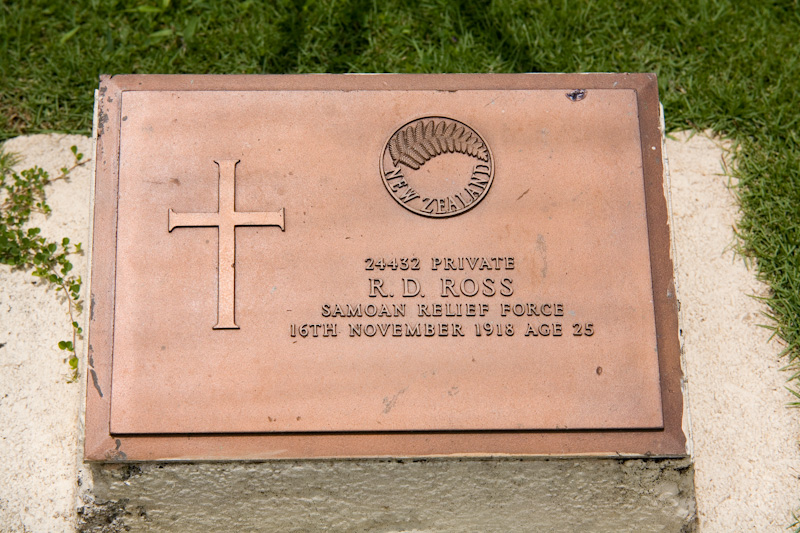 NEW ZEALAND
24432 PRIVATE
R. D. ROSS
SAMOAN RELIEF FORCE
16TH NOVEMBER 1918 AGE 25